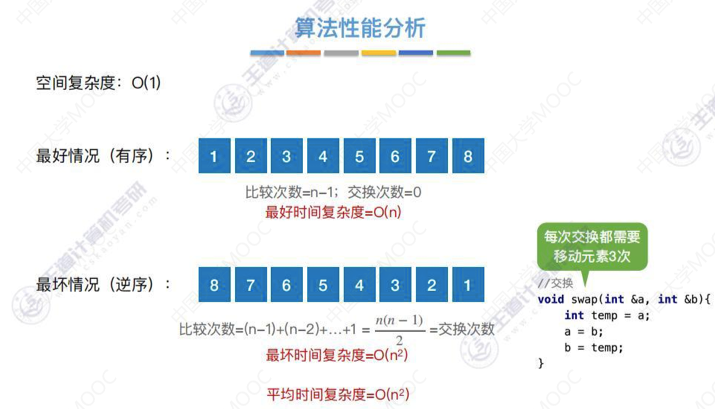 算法性能分析
空间复杂度：O(1)
最好情况（有序）：
1 2 3 4 5 6 7 8
比较次数=n-1；交换次数=0
最好时间复杂度=O(n)
最坏情况（逆序）：
8 7 6 5 4 3 2 1
比较次数=(n-1)+(n-2)+…+1 = n(n − 1)/2 =交换次数
最坏时间复杂度=O(n²)
平均时间复杂度=O(n²)
每次交换都需要
移动元素3次
//交换
void swap(int &a, int &b){
int temp = a;
a = b;
b = temp;
}
中国大学MOOC
王道计算机考研